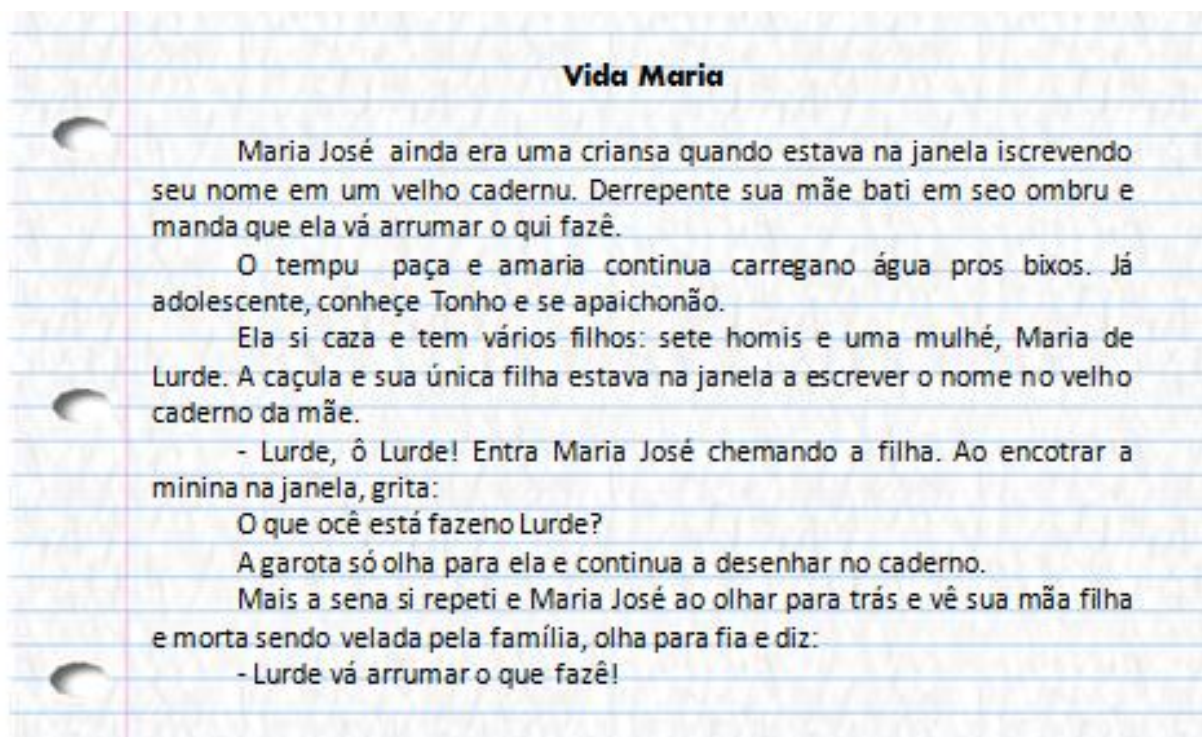 Vida Maria
Maria José ainda era uma criansa quando estava na janela iscrevendo
seu nome em um velho cadernu. Derrepente sua mãe bati em seo ombru e
manda que ela vá arrumar o qui fazê.
O tempu paça e amaria continua carregano água pros bixos. Já
adolescente, conheçe Tonho e se apaichonão.
Ela si caza e tem vários filhos: sete homis e uma mulhé, Maria de
Lurde. A caçula e sua única filha estava na janela a escrever o nome no velho
caderno da mãe.
- Lurde, ô Lurde! Entra Maria José chemando a filha. Ao encotrar a
minina na janela, grita:
O que ocê está fazeno Lurde?
A garota só olha para ela e continua a desenhar no caderno.
Mais a sena si repeti e Maria José ao olhar para trás e vê sua mãa filha
e morta sendo velada pela família, olha para fia e diz:
- Lurde vá arrumar o que fazê!